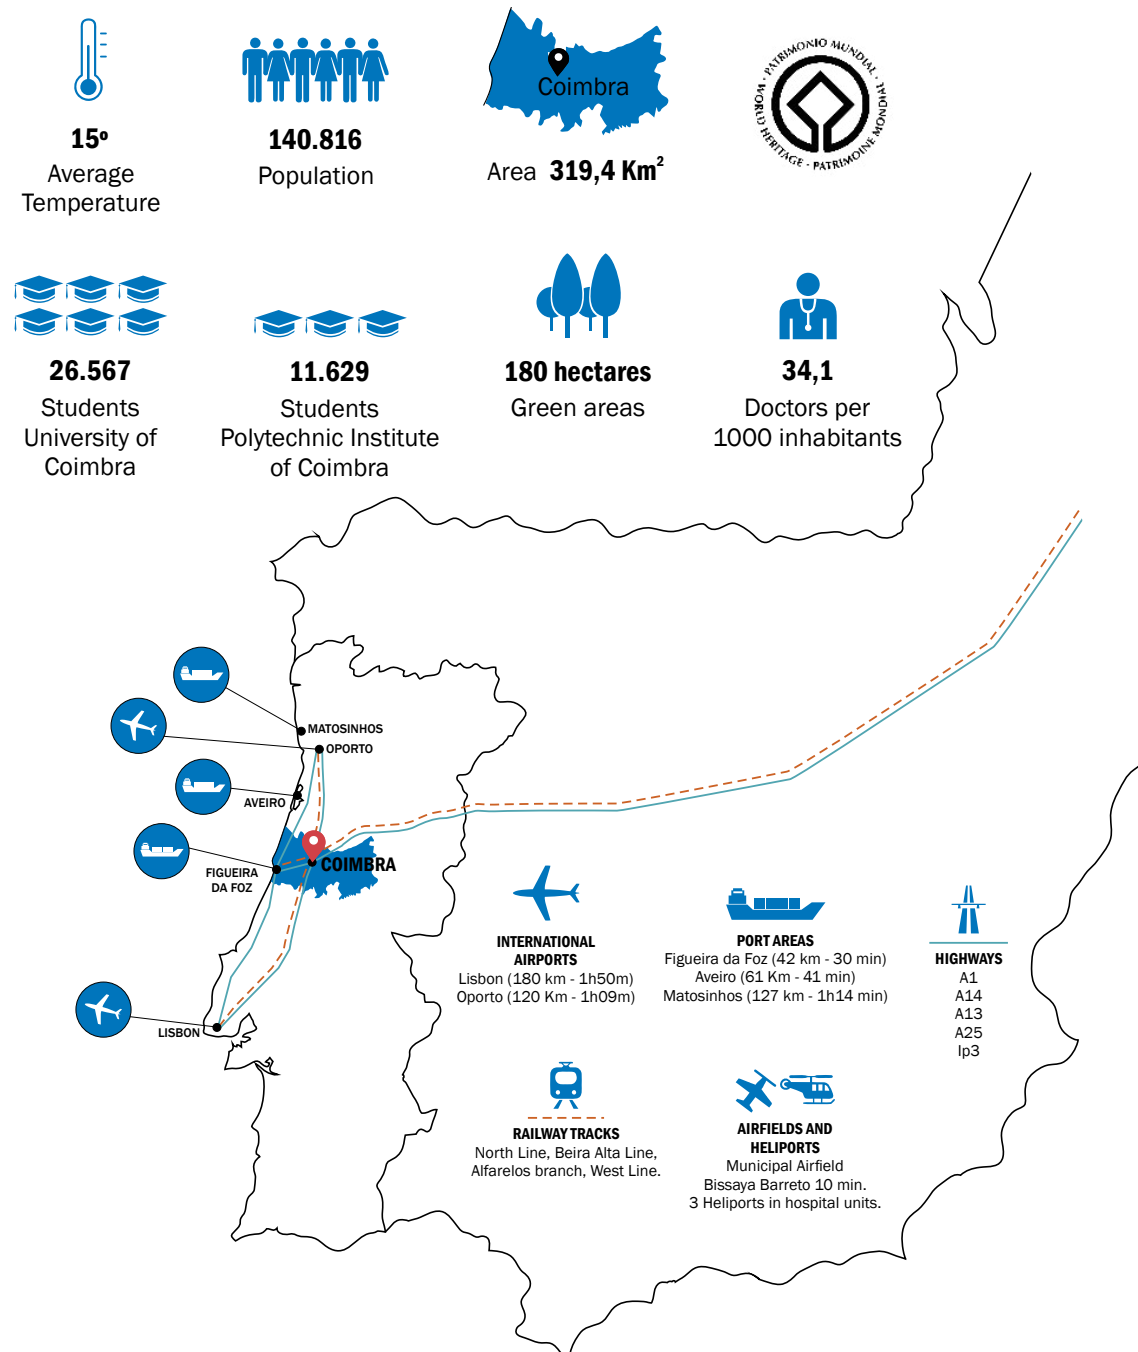 15º
Average
Temperature
140.816
Population
Coimbra
Area 319,4 Km²
PATRIMONIO MUNDIAL - WORLD HERITAGE - PATRIMOINE MONDIAL -
26.567
Students
University of
Coimbra
11.629
Students
Polytechnic Institute
of Coimbra
180 hectares
Green areas
34,1
Doctors per
1000 inhabitants
MATOSINHOS
OPORTO
AVEIRO
FIGUEIRA
DA FOZ
COIMBRA
LISBON
INTERNATIONAL
AIRPORTS
Lisbon (180 km - 1h50m)
Oporto (120 Km - 1h09m)
PORT AREAS
Figueira da Foz (42 km - 30 min)
Aveiro (61 Km - 41 min)
Matosinhos (127 km - 1h14 min)
HIGHWAYS
A1
A14
A13
A25
Ip3
RAILWAY TRACKS
North Line, Beira Alta Line,
Alfarelos branch, West Line.
AIRFIELDS AND
HELIPORTS
Municipal Airfield
Bissaya Barreto 10 min.
3 Heliports in hospital units.